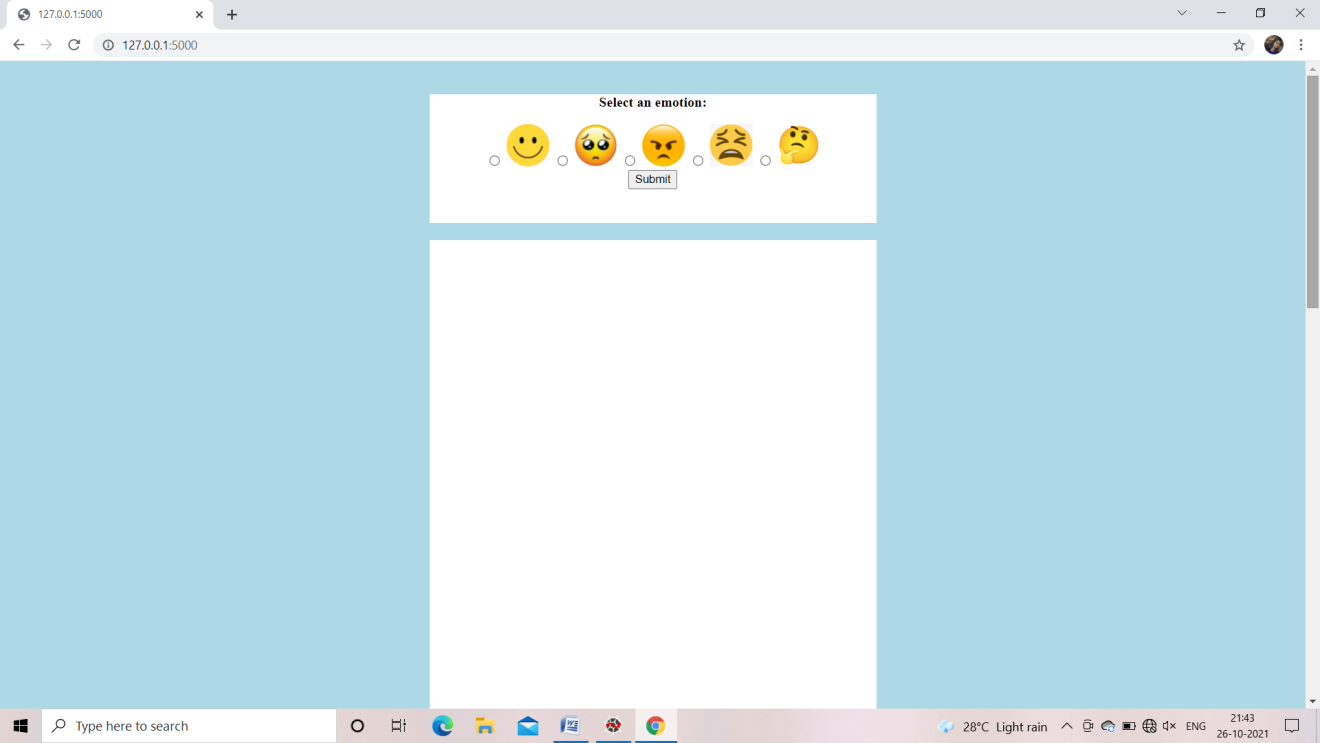 127.0.0.1:5000
127.0.0.1:5000
Select an emotion:
Submit
Type here to search
28°C Light rain
ENG
21:43
26-10-2021